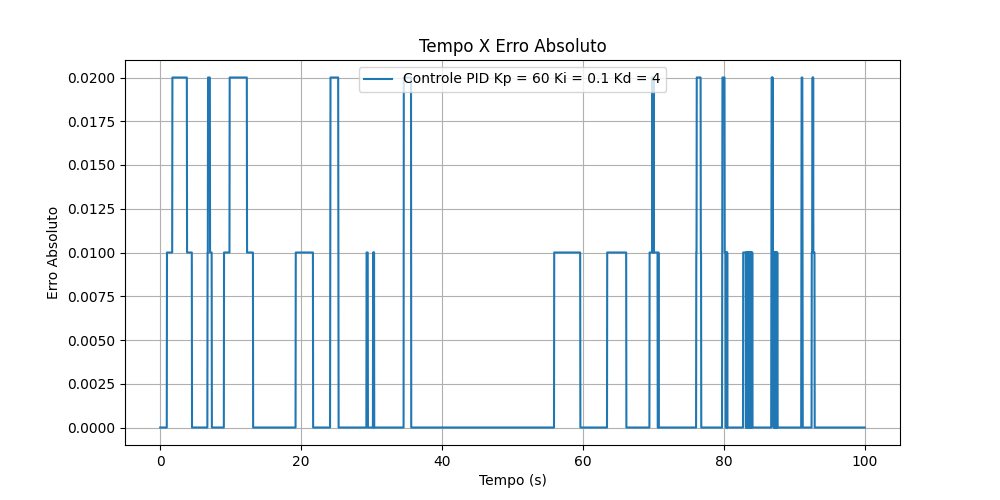 Tempo X Erro Absoluto
Controle PID Kp = 60 Ki = 0.1 Kd = 4
0.0200
0.0175
0.0150
0.0125
0.0100
0.0075
0.0050
0.0025
0.0000
Erro Absoluto
0 20 40 60 80 100
Tempo (s)